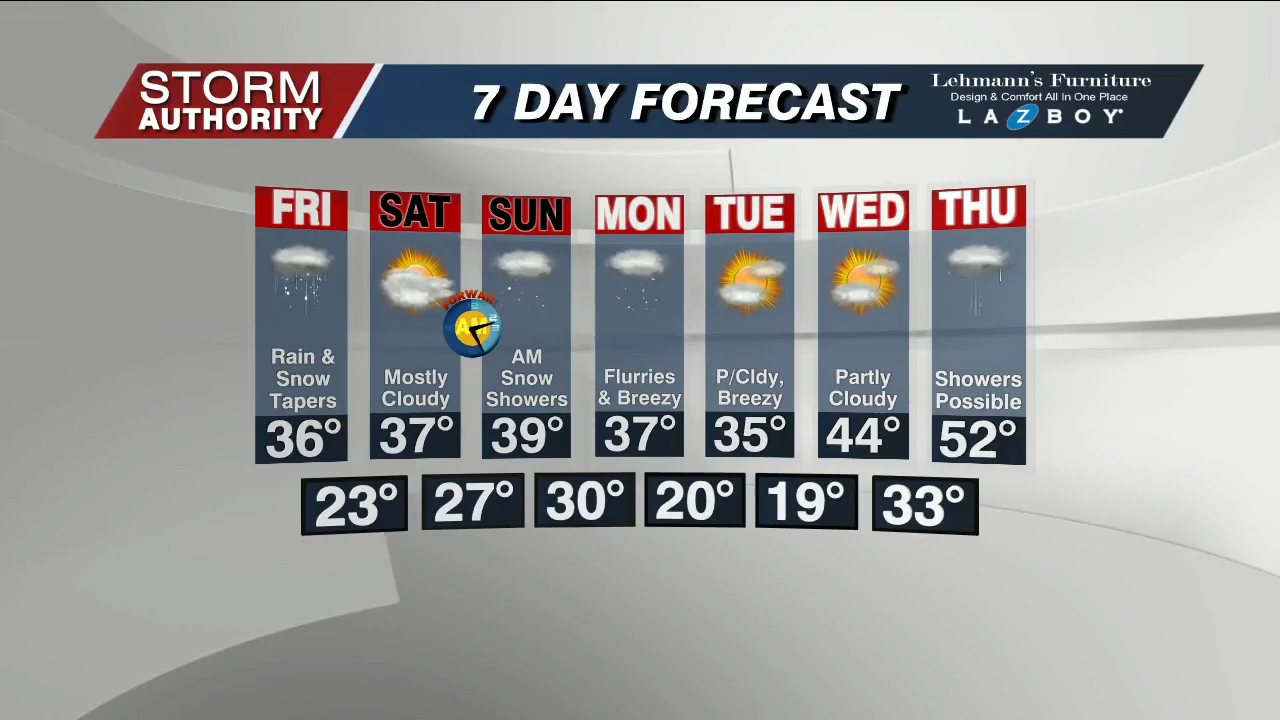 STORM
AUTHORITY
7 DAY FORECAST
Lehmann's Furniture
Design & Comfort All In One Place
LAZBOY®
FRI
SAT
SUN
MON
TUE
WED
THU
AM
Rain &
Snow
Tapers
Mostly
Cloudy
AM
Snow
Showers
Flurries
& Breezy
P/Cldy,
Breezy
Partly
Cloudy
Showers
Possible
36°
37°
39°
37°
35°
44°
52°
23°
27°
30°
20°
19°
33°